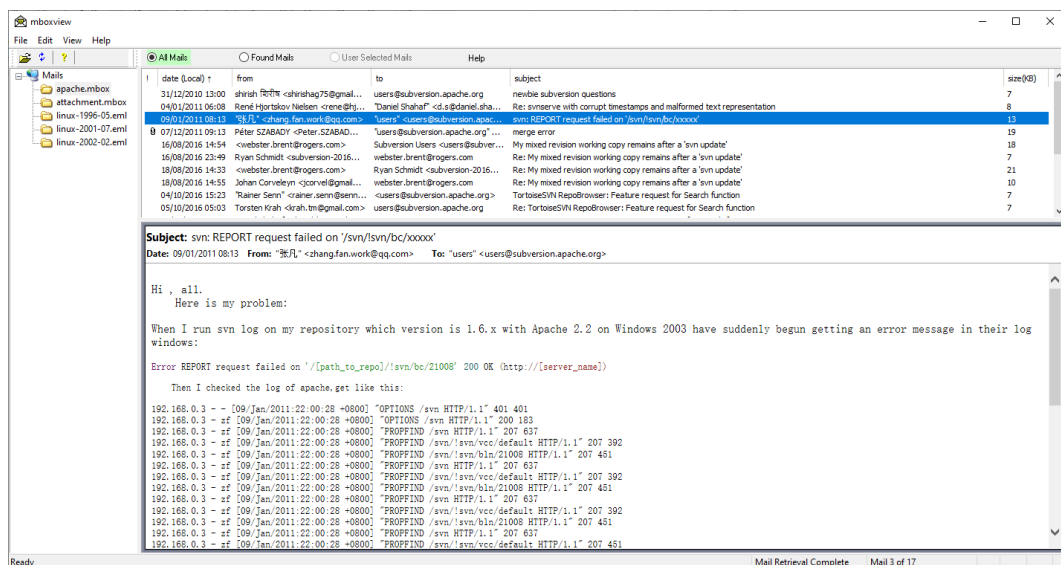 mboxview
File Edit View Help
All Mails Found Mails User Selected Mails Help
Mails
apache.mbox
attachment.mbox
linux-1996-05.eml
linux-2001-07.eml
linux-2002-02.eml
! date (Local) ↑ from to subject size(KB)
31/12/2010 13:00 shirish शिरीष <shirishag75@gmail... users@subversion.apache.org newbie subversion questions 7
04/01/2011 06:08 René Hjortskov Nielsen <rene@hj... "Daniel Shahaf" <d.s@daniel.sha... Re: svnserve with corrupt timestamps and malformed text representation 8
09/01/2011 08:13 "张凡" <zhang.fan.work@qq.com> "users" <users@subversion.apac... svn: REPORT request failed on '/svn/!svn/bc/xxxxx' 13
07/12/2011 09:13 Péter SZABADY <Peter.SZABAD... "users@subversion.apache.org" ... merge error 19
16/08/2016 14:54 <webster.brent@rogers.com> Subversion Users <users@subver... My mixed revision working copy remains after a 'svn update' 18
16/08/2016 23:49 Ryan Schmidt <subversion-2016... webster.brent@rogers.com Re: My mixed revision working copy remains after a 'svn update' 7
18/08/2016 14:33 <webster.brent@rogers.com> Ryan Schmidt <subversion-2016... Re: My mixed revision working copy remains after a 'svn update' 21
18/08/2016 14:55 Johan Corveleyn <jcorvel@gmail... webster.brent@rogers.com Re: My mixed revision working copy remains after a 'svn update' 10
04/10/2016 15:23 "Rainer Senn" <rainer.senn@senn... <users@subversion.apache.org> TortoiseSVN RepoBrowser: Feature request for Search function 7
05/10/2016 05:03 Torsten Krah <krah.tm@gmail.com> users@subversion.apache.org Re: TortoiseSVN RepoBrowser: Feature request for Search function 7
Subject: svn: REPORT request failed on '/svn/!svn/bc/xxxxx'
Date: 09/01/2011 08:13 From: "张凡" <zhang.fan.work@qq.com> To: "users" <users@subversion.apache.org>
Hi , all.
Here is my problem:
When I run svn log on my repository which version is 1.6.x with Apache 2.2 on Windows 2003 have suddenly begun getting an error message in their log
windows:
Error REPORT request failed on '/[path_to_repo]/!svn/bc/21008' 200 OK (http://[server_name])
Then I checked the log of apache,get like this:
192.168.0.3 - - [09/Jan/2011:22:00:28 +0800] "OPTIONS /svn HTTP/1.1" 401 401
192.168.0.3 - zf [09/Jan/2011:22:00:28 +0800] "OPTIONS /svn HTTP/1.1" 200 183
192.168.0.3 - zf [09/Jan/2011:22:00:28 +0800] "PROPFIND /svn HTTP/1.1" 207 637
192.168.0.3 - zf [09/Jan/2011:22:00:28 +0800] "PROPFIND /svn/!svn/vcc/default HTTP/1.1" 207 392
192.168.0.3 - zf [09/Jan/2011:22:00:28 +0800] "PROPFIND /svn/!svn/bln/21008 HTTP/1.1" 207 451
192.168.0.3 - zf [09/Jan/2011:22:00:28 +0800] "PROPFIND /svn HTTP/1.1" 207 637
192.168.0.3 - zf [09/Jan/2011:22:00:28 +0800] "PROPFIND /svn/!svn/vcc/default HTTP/1.1" 207 392
192.168.0.3 - zf [09/Jan/2011:22:00:28 +0800] "PROPFIND /svn/!svn/bln/21008 HTTP/1.1" 207 451
192.168.0.3 - zf [09/Jan/2011:22:00:28 +0800] "PROPFIND /svn HTTP/1.1" 207 637
192.168.0.3 - zf [09/Jan/2011:22:00:28 +0800] "PROPFIND /svn/!svn/vcc/default HTTP/1.1" 207 392
192.168.0.3 - zf [09/Jan/2011:22:00:28 +0800] "PROPFIND /svn/!svn/bln/21008 HTTP/1.1" 207 451
192.168.0.3 - zf [09/Jan/2011:22:00:28 +0800] "PROPFIND /svn HTTP/1.1" 207 637
192.168.0.3 - zf [09/Jan/2011:22:00:28 +0800] "PROPFIND /svn/!svn/vcc/default HTTP/1.1" 207 451
Ready Mail Retrieval Complete Mail 3 of 17